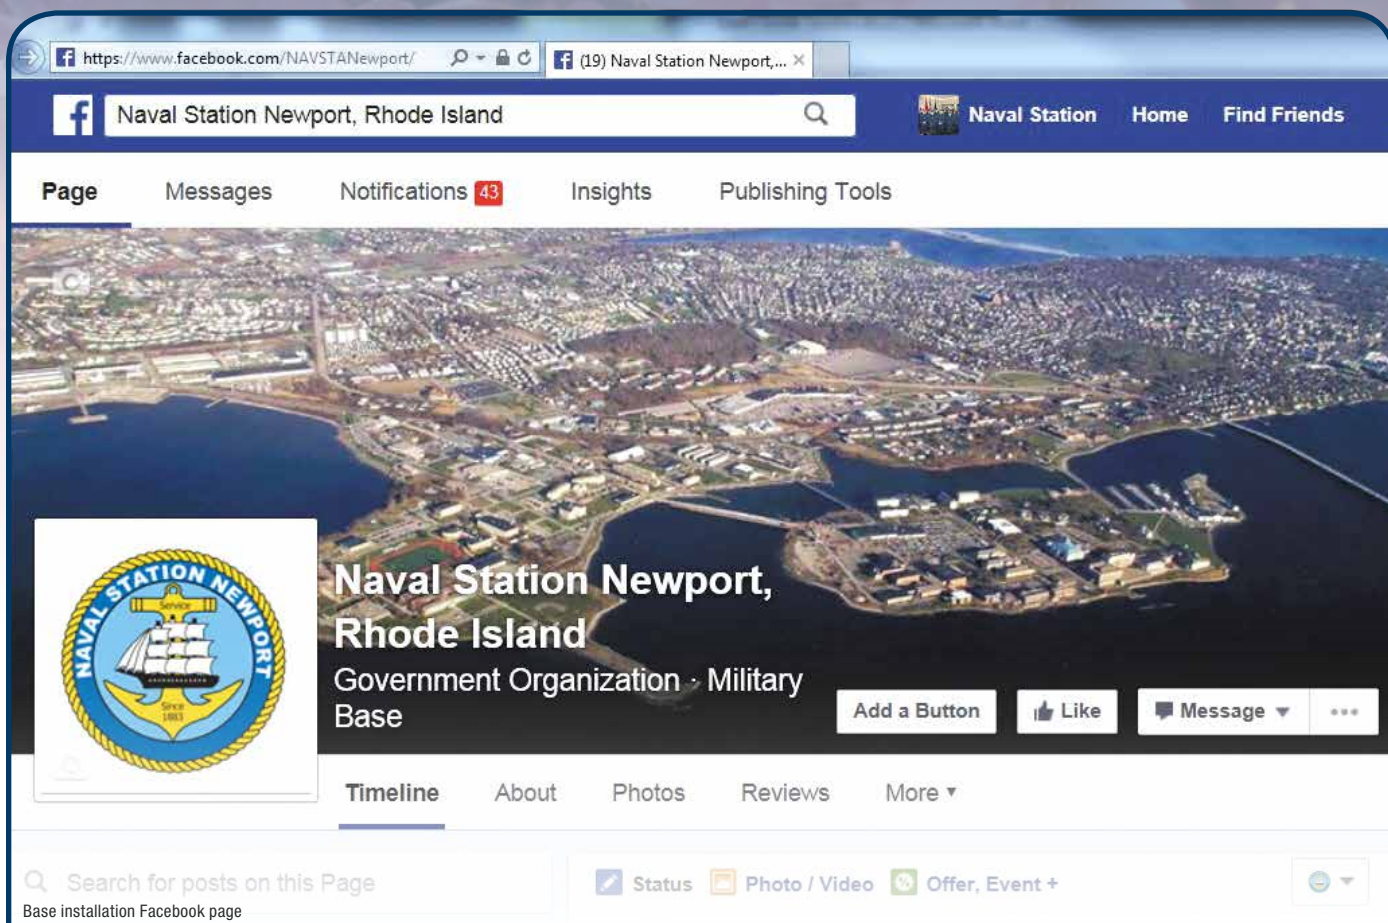 https://www.facebook.com/NAVSTANewport/
(19) Naval Station Newport,...
Naval Station Newport, Rhode Island
Naval Station Home Find Friends
Page Messages Notifications 43 Insights Publishing Tools
NAVAL STATION NEWPORT
Service
Since
1883
Naval Station Newport,
Rhode Island
Government Organization · Military
Base
Add a Button Like Message ...
Timeline About Photos Reviews More
Search for posts on this Page
Status Photo / Video Offer, Event +
Base installation Facebook page